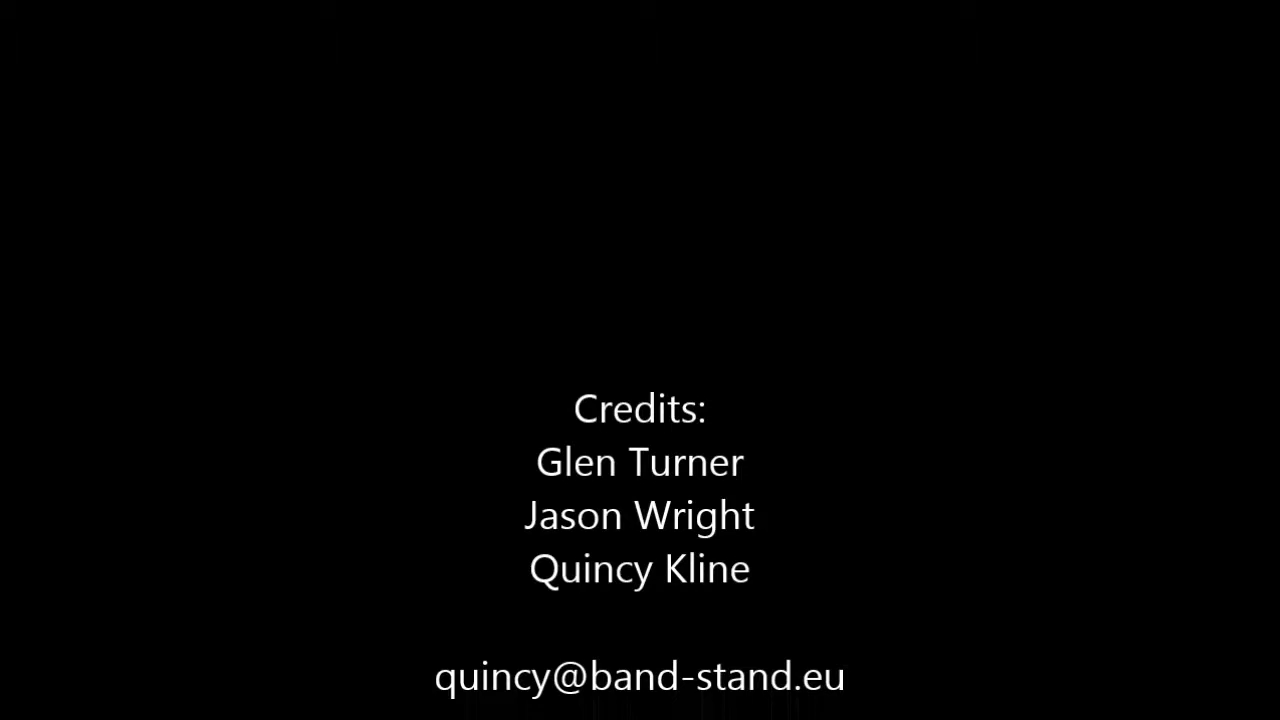 Credits:
Glen Turner
Jason Wright
Quincy Kline
quincy@band-stand.eu